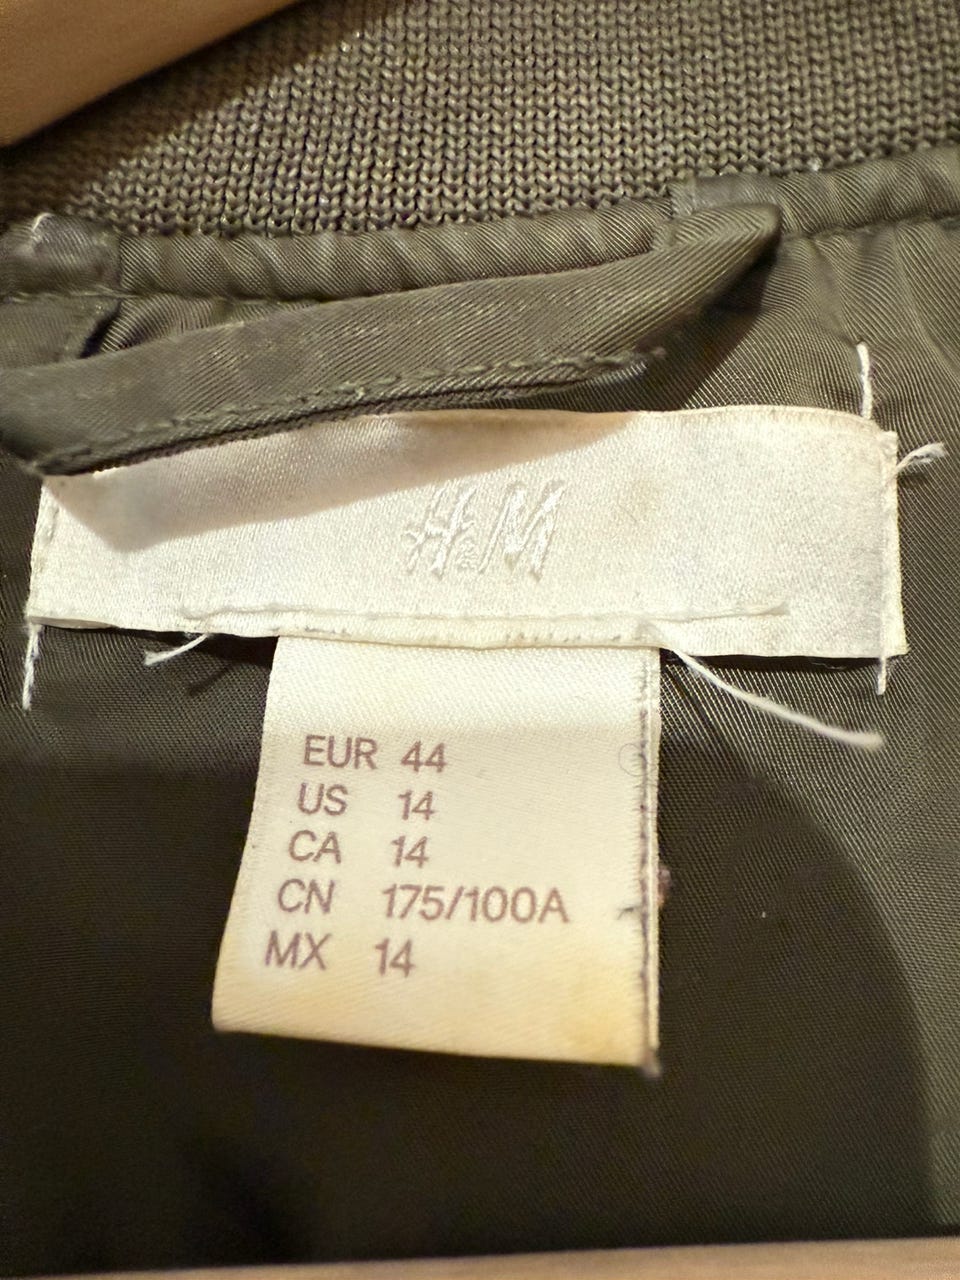 H&M
EUR 44
US 14
CA 14
CN 175/100A
MX 14